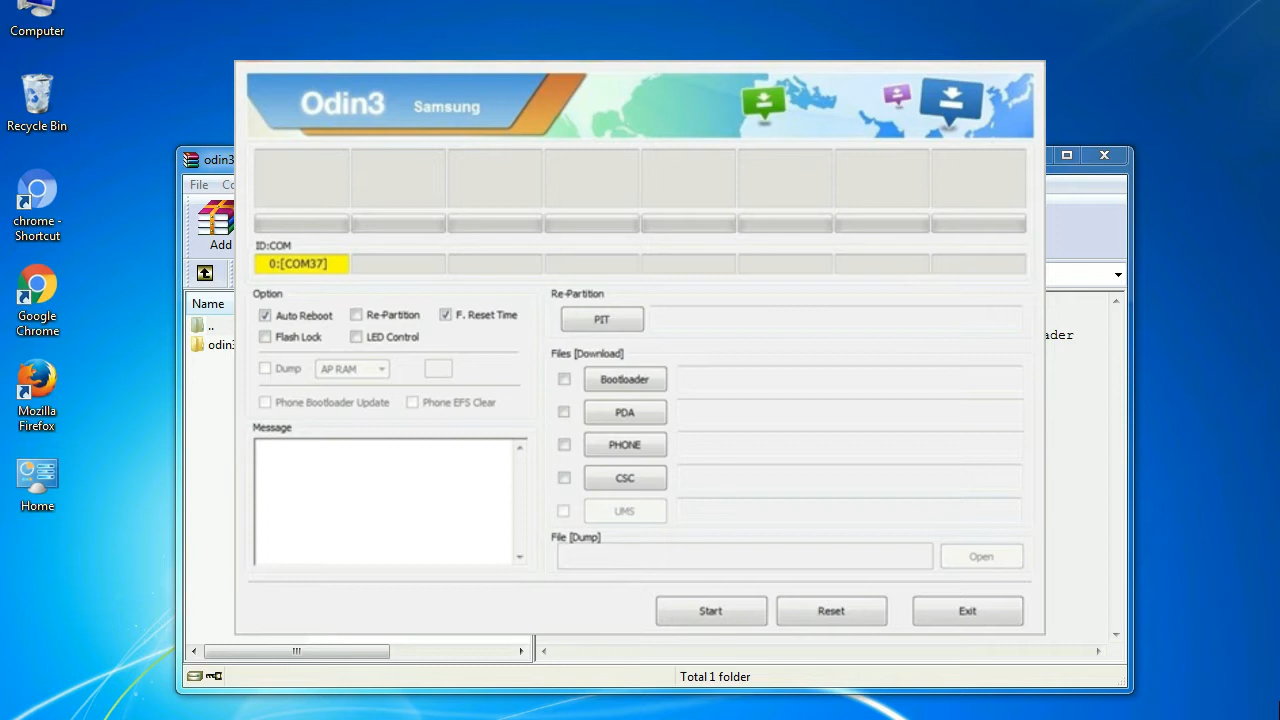 Computer
Recycle Bin
chrome -
Shortcut
Google
Chrome
Mozilla
Firefox
Home
odin3
File Co
Add
Name
..
odin3
ader
Total 1 folder
Odin3 Samsung
ID:COM
0:[COM37]
Option
Auto Reboot Re-Partition F. Reset Time
Flash Lock LED Control
Dump AP RAM
Phone Bootloader Update Phone EFS Clear
Message
Re-Partition
PIT
Files [Download]
Bootloader
PDA
PHONE
CSC
UMS
File [Dump]
Open
Start Reset Exit